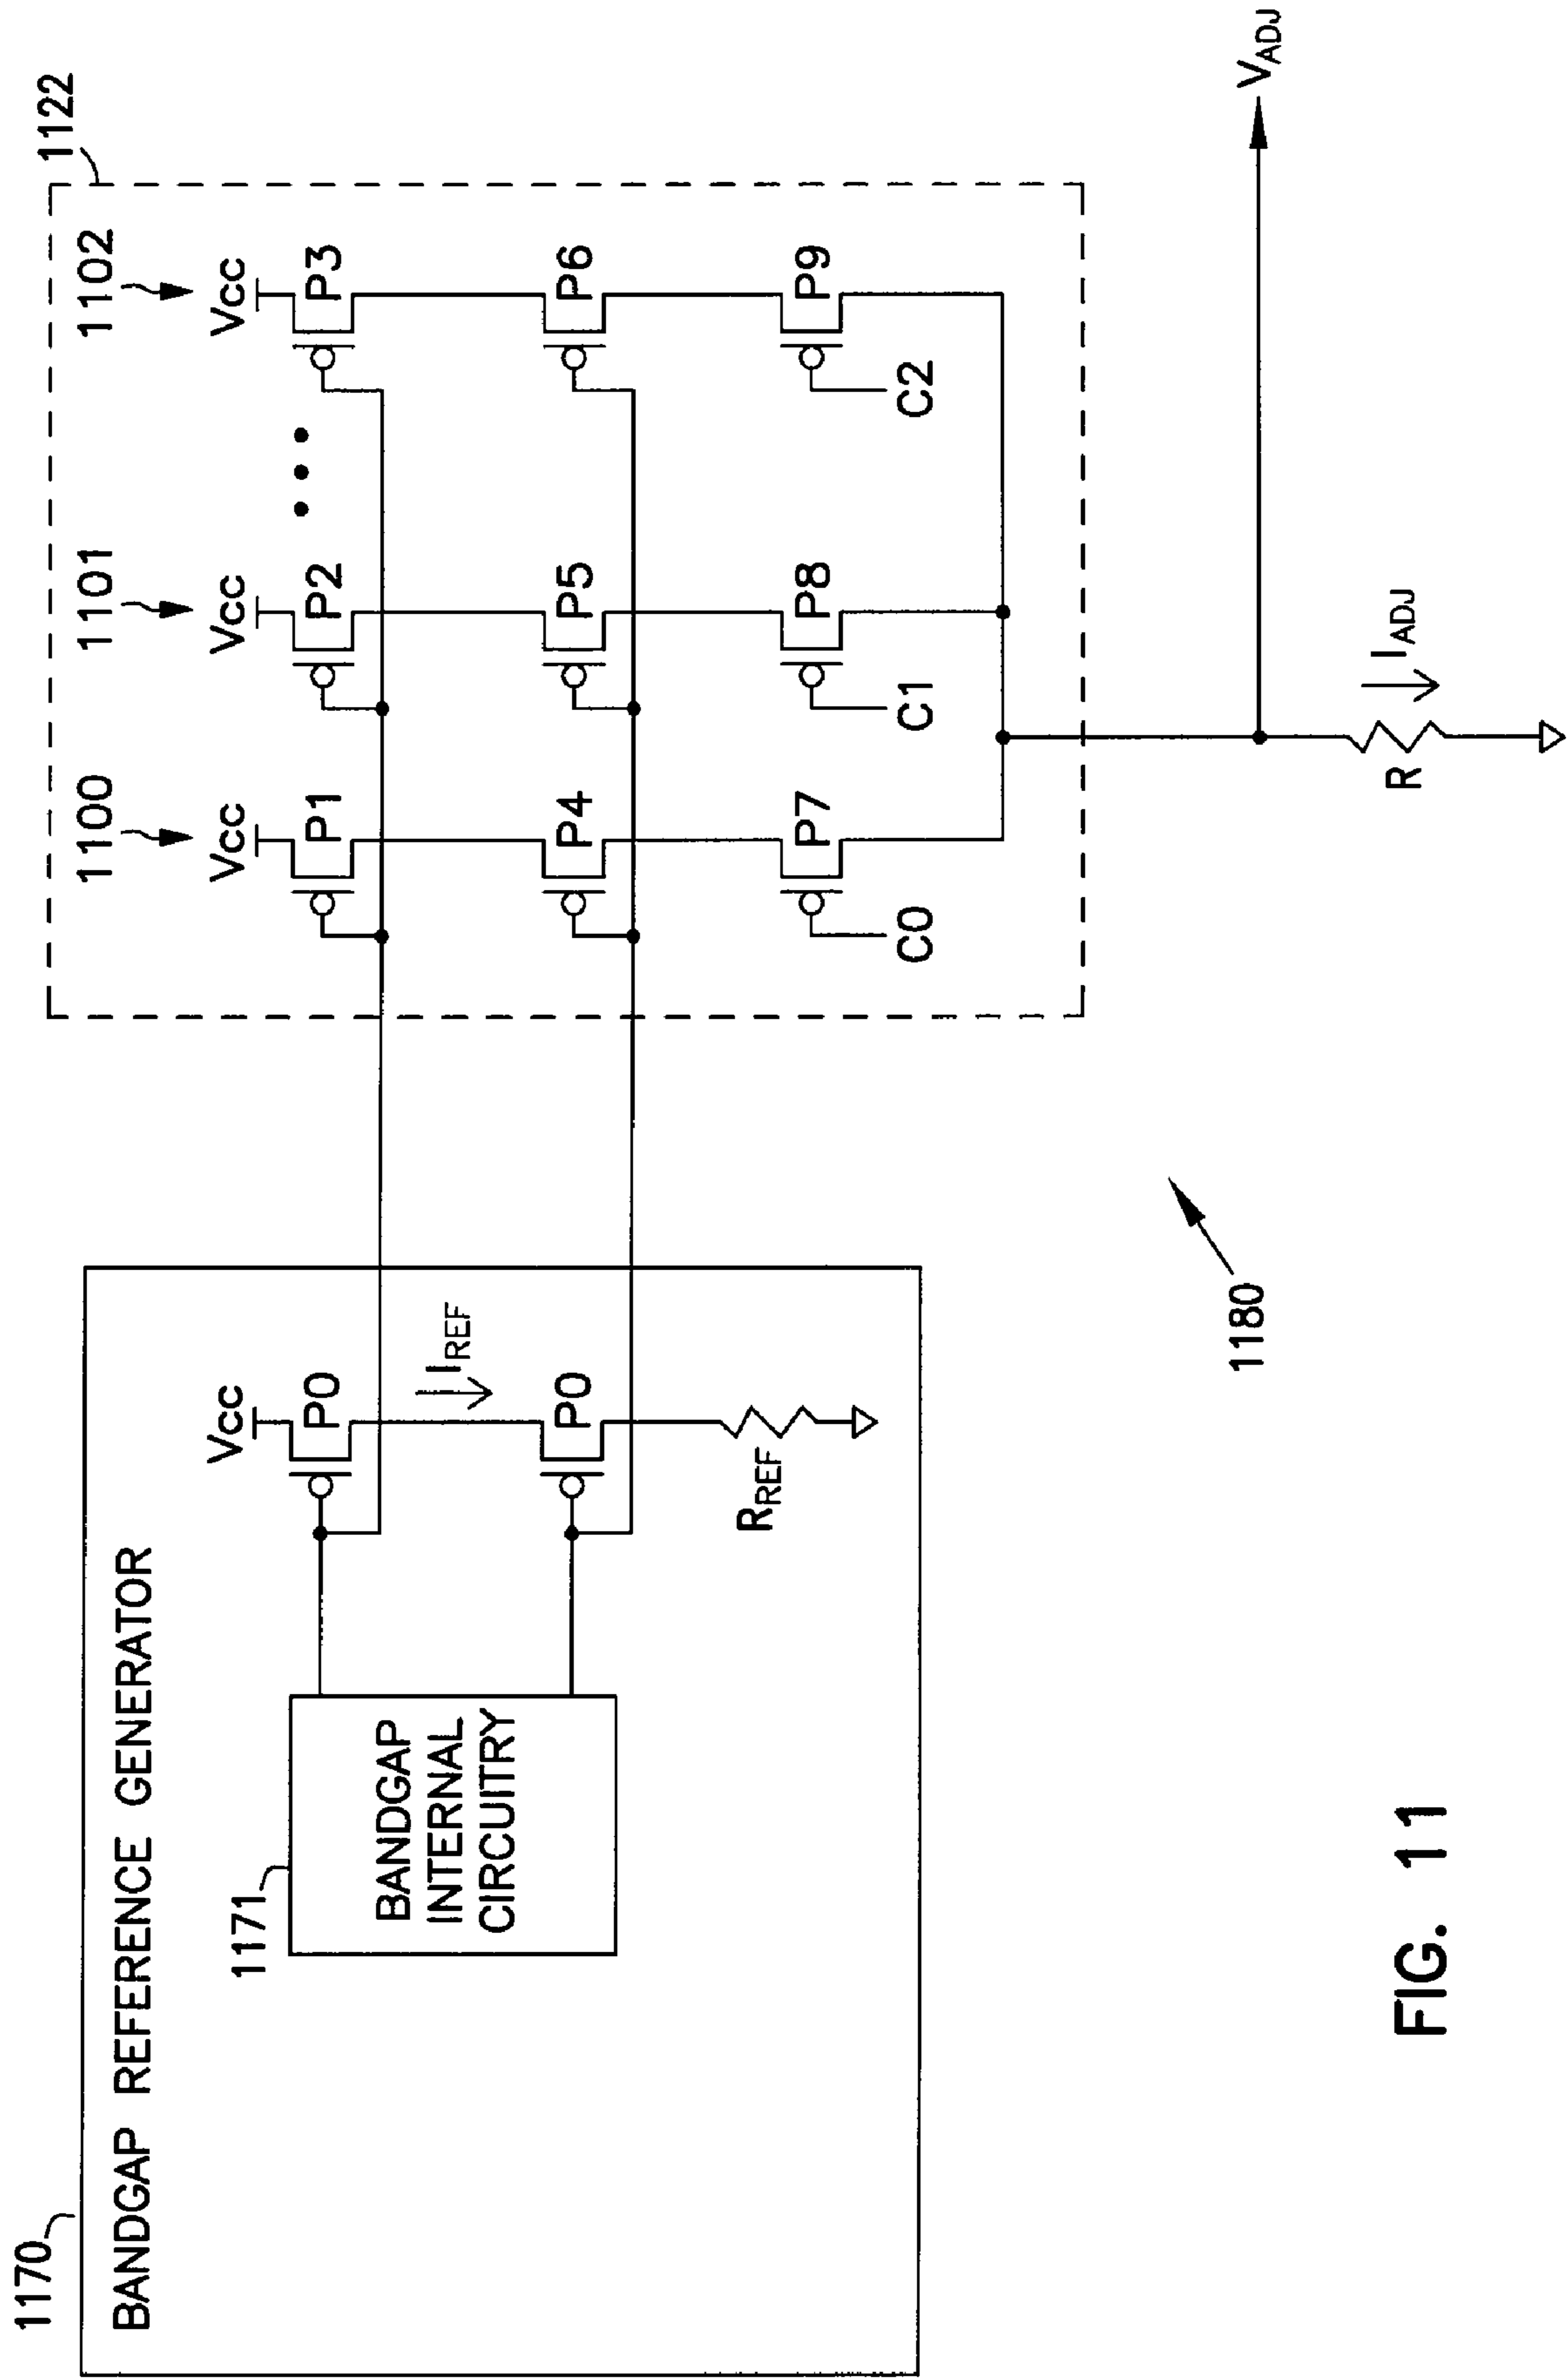 1170
BANDGAP REFERENCE GENERATOR
1171
BANDGAP
INTERNAL
CIRCUITRY
Vcc
P0
IREF
P0
RREF
1122
1100
1101
1102
Vcc
Vcc
Vcc
P1
P2
P3
P4
P5
P6
P7
P8
P9
C0
C1
C2
VADJ
R
IADJ
1180
FIG. 11